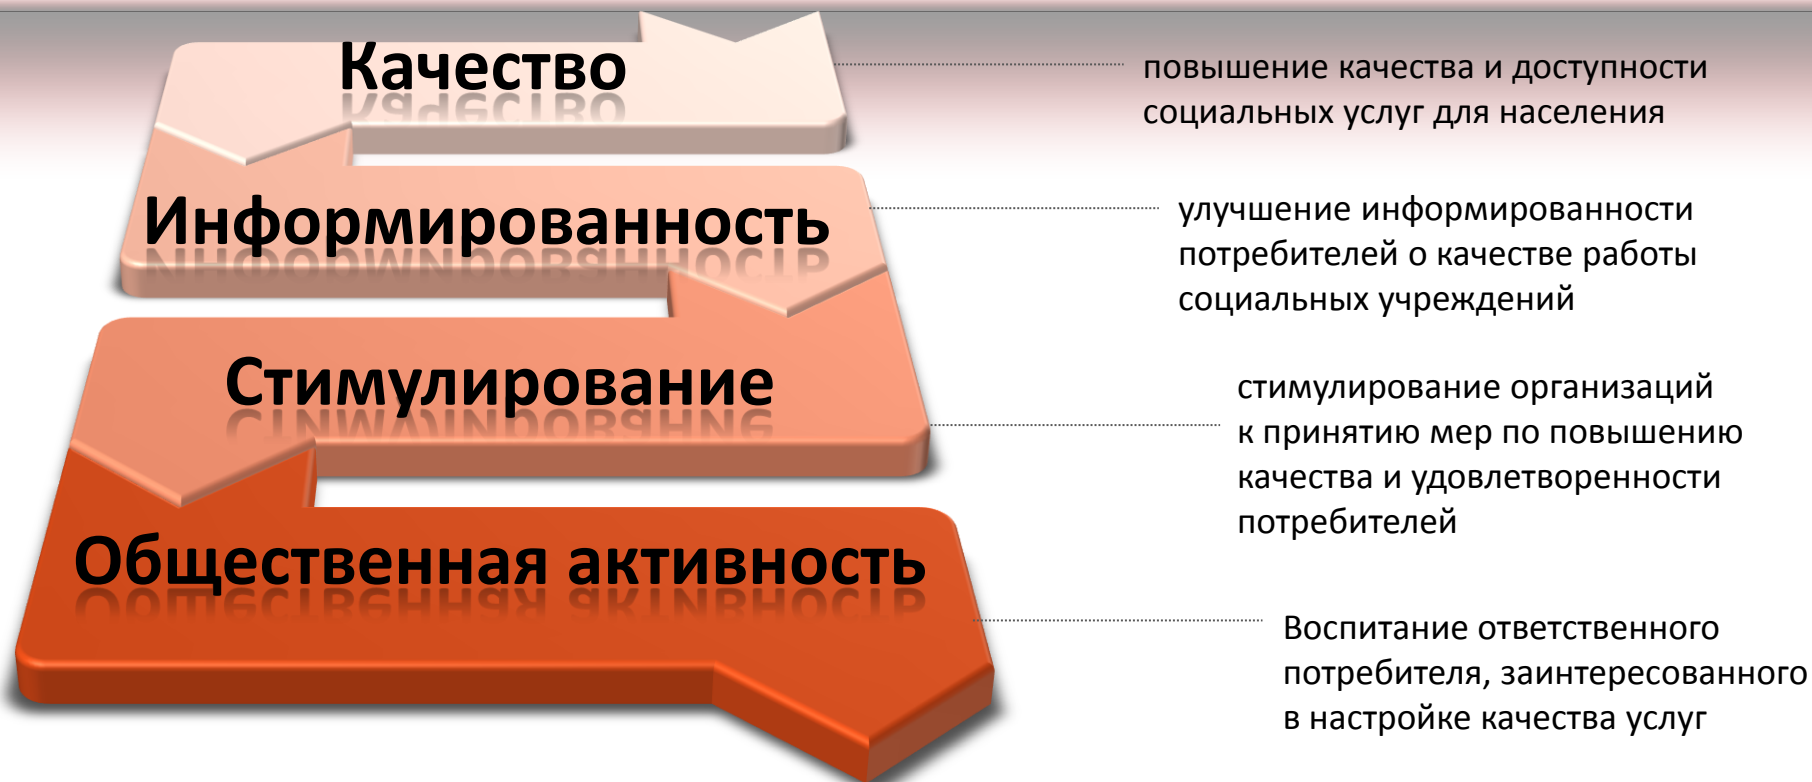 Качество
повышение качества и доступности
социальных услуг для населения
Информированность
улучшение информированности
потребителей о качестве работы
социальных учреждений
Стимулирование
стимулирование организаций
к принятию мер по повышению
качества и удовлетворенности
потребителей
Общественная активность
Воспитание ответственного
потребителя, заинтересованного
в настройке качества услуг